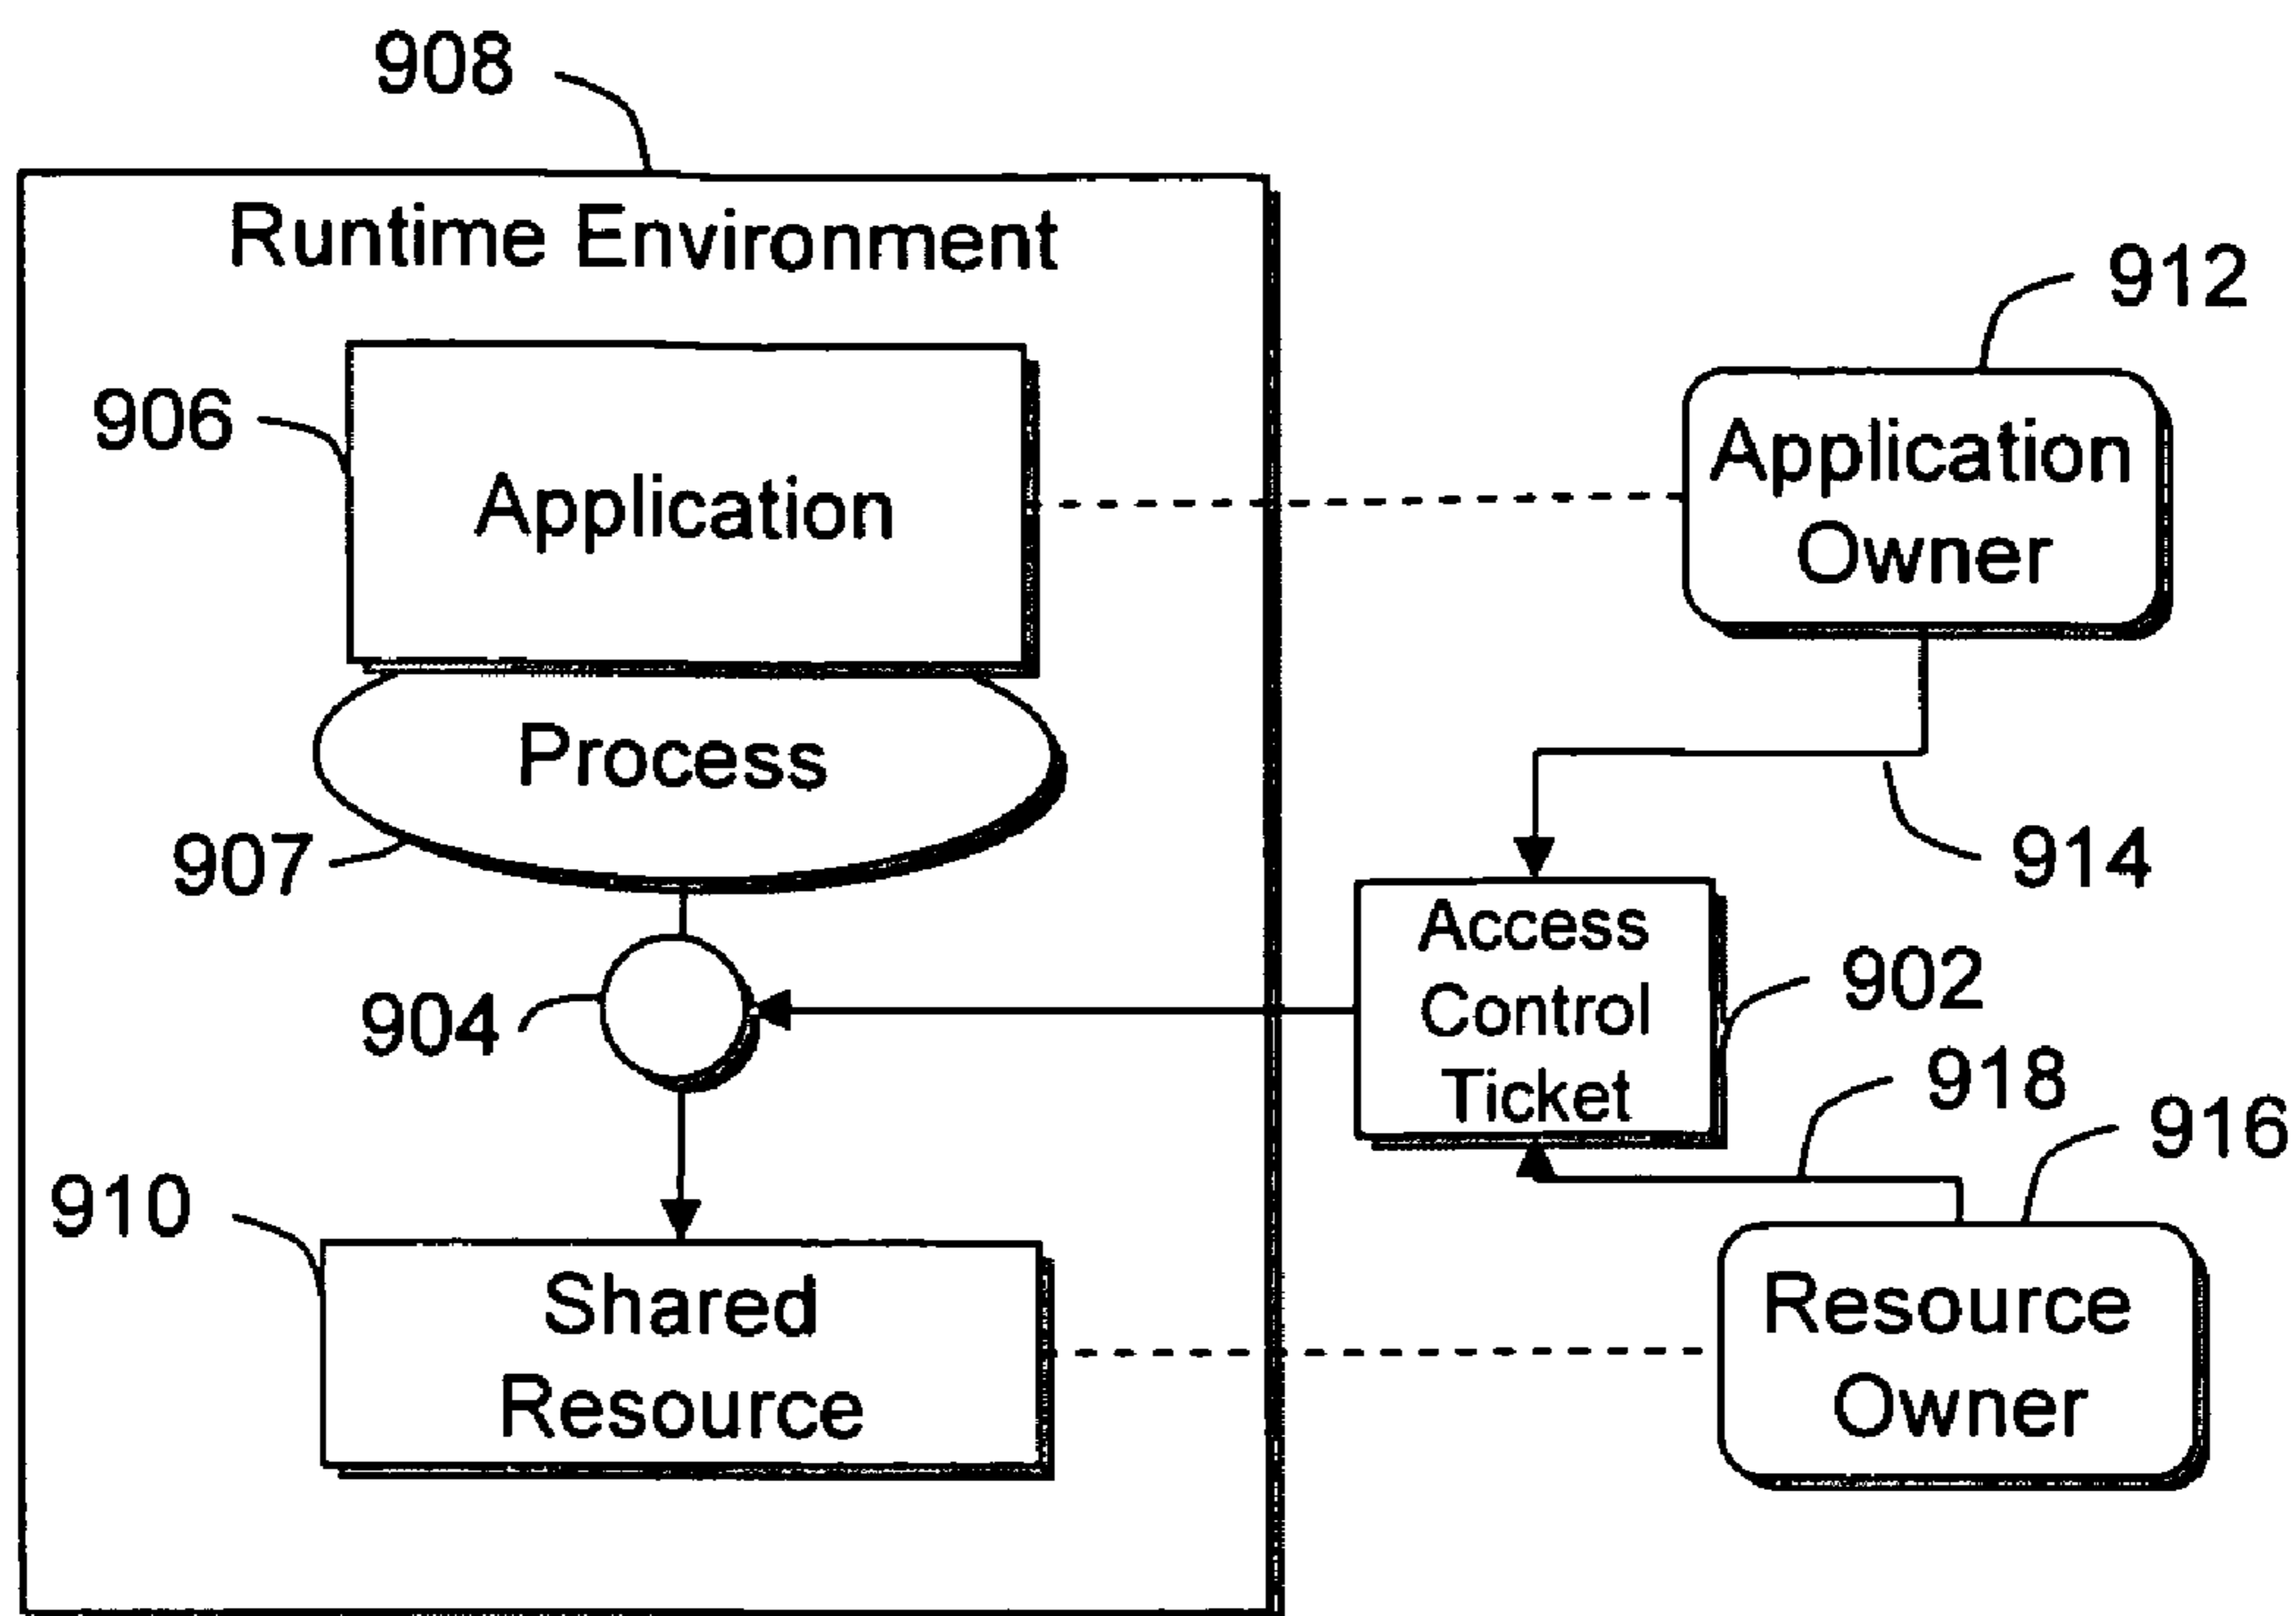 908
Runtime Environment
912
906
Application
Application
Owner
Process
907
914
Access
Control
Ticket
902
904
918
916
910
Shared
Resource
Resource
Owner